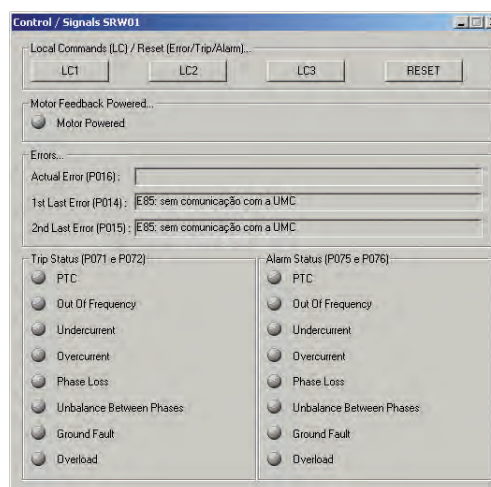 Control / Signals SRW01
Local Commands (LC) / Reset (Error/Trip/Alarm)...
LC1 LC2 LC3 RESET
Motor Feedback Powered...
Motor Powered
Errors...
Actual Error (P016) :
1st Last Error (P014) : E85: sem comunicação com a UMC
2nd Last Error (P015) : E85: sem comunicação com a UMC
Trip Status (P071 e P072)
PTC
Out Of Frequency
Undercurrent
Overcurrent
Phase Loss
Unbalance Between Phases
Ground Fault
Overload
Alarm Status (P075 e P076)
PTC
Out Of Frequency
Undercurrent
Overcurrent
Phase Loss
Unbalance Between Phases
Ground Fault
Overload